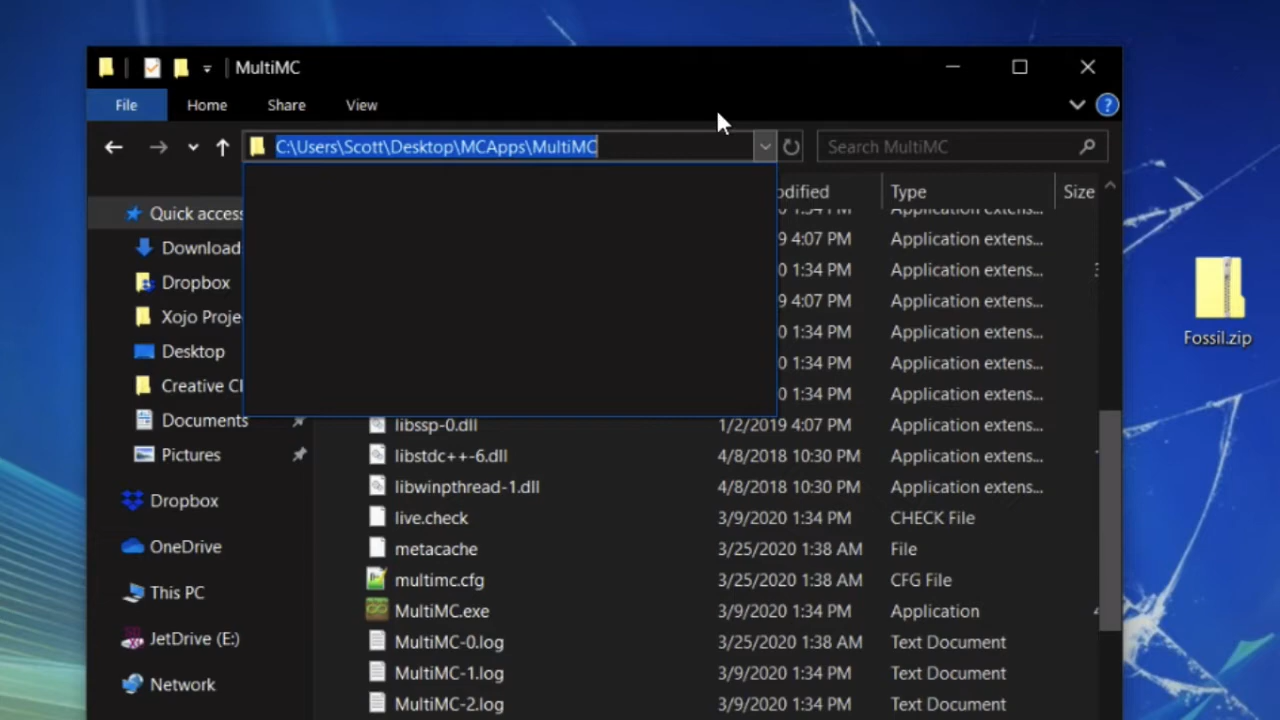 MultiMC
File Home Share View
C:\Users\Scott\Desktop\MCApps\MultiMC
Search MultiMC
Type Size
Quick access
Application extens...
4:07 PM Application extens...
1:34 PM Application extens...
4:07 PM Application extens...
1:34 PM Application extens...
1:34 PM Application extens...
1:34 PM Application extens...
Download
Dropbox
Xojo Proje
Desktop
Creative Cl
Documents
Pictures
Dropbox
OneDrive
This PC
JetDrive (E:)
Network
libssp-0.dll 1/2/2019 4:07 PM Application extens...
libstdc++-6.dll 4/8/2018 10:30 PM Application extens...
libwinpthread-1.dll 4/8/2018 10:30 PM Application extens...
live.check 3/9/2020 1:34 PM CHECK File
metacache 3/25/2020 1:38 AM File
multimc.cfg 3/25/2020 1:38 AM CFG File
MultiMC.exe 3/9/2020 1:34 PM Application
MultiMC-0.log 3/25/2020 1:38 AM Text Document
MultiMC-1.log 3/9/2020 1:34 PM Text Document
MultiMC-2.log 3/9/2020 1:34 PM Text Document
Fossil.zip